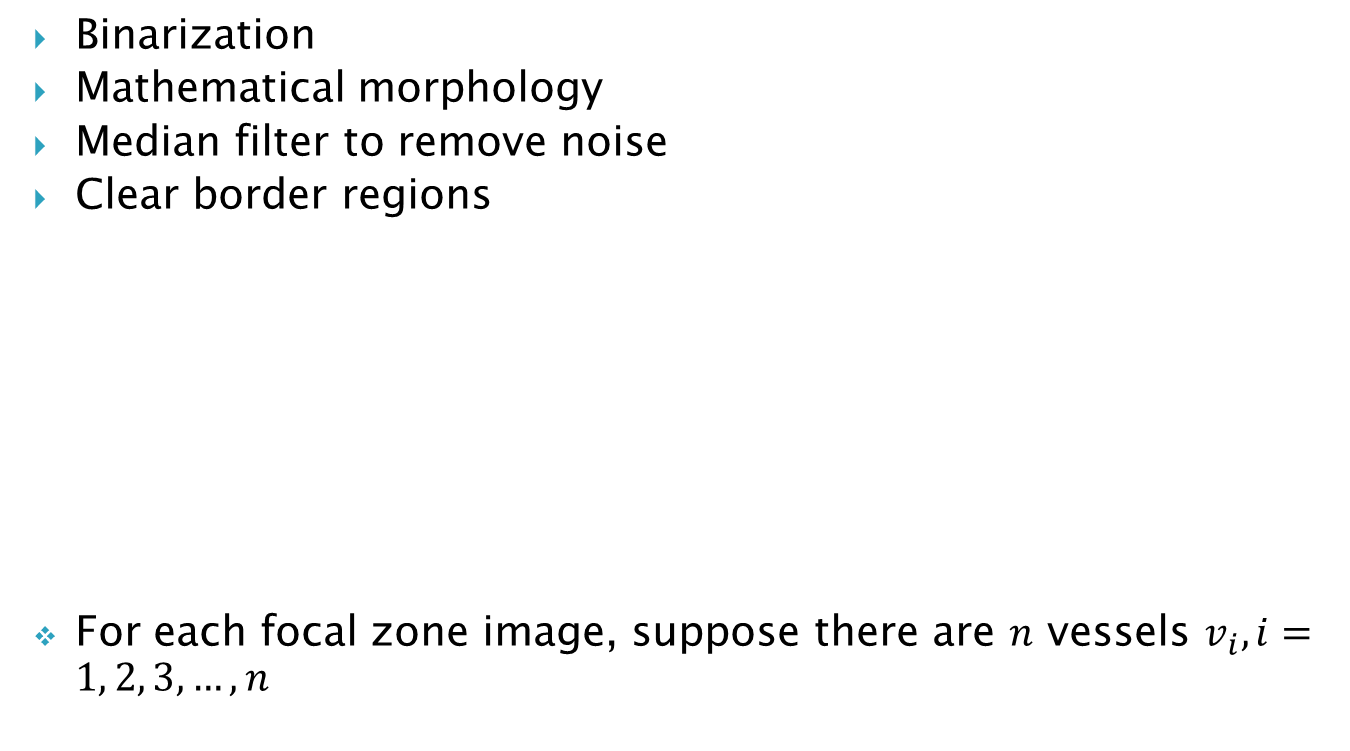 Binarization
Mathematical morphology
Median filter to remove noise
Clear border regions
For each focal zone image, suppose there are 𝑛 vessels 𝑣ᵢ, 𝑖 =
1, 2, 3, … , 𝑛